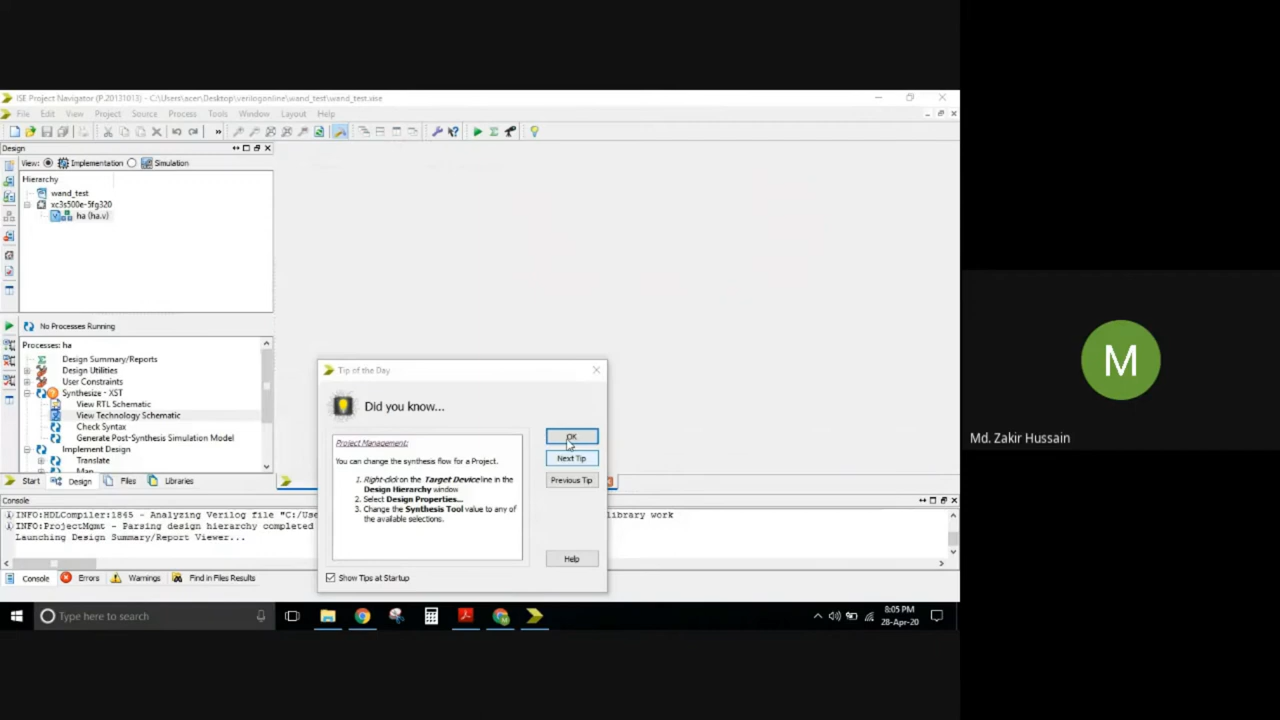 ISE Project Navigator (P.20131013) - C:\Users\acer\Desktop\verilogonline\wand_test\wand_test.xise
File Edit View Project Source Process Tools Window Layout Help
Design
View: Implementation Simulation
Hierarchy
wand_test
xc3s500e-5fg320
ha (ha.v)
No Processes Running
Processes: ha
Design Summary/Reports
Design Utilities
User Constraints
Synthesize - XST
View RTL Schematic
View Technology Schematic
Check Syntax
Generate Post-Synthesis Simulation Model
Implement Design
Translate
Map
Start Design Files Libraries
Tip of the Day
Did you know...
Project Management:
You can change the synthesis flow for a Project.
1. Right-click on the Target Device line in the
Design Hierarchy window.
2. Select Design Properties...
3. Change the Synthesis Tool value to any of
the available selections.
OK
Next Tip
Previous Tip
Help
Show Tips at Startup
Console
INFO:HDLCompiler:1845 - Analyzing Verilog file "C:/Use library work
INFO:ProjectMgmt - Parsing design hierarchy completed
Launching Design Summary/Report Viewer...
Console Errors Warnings Find in Files Results
Type here to search
8:05 PM
28-Apr-20
M
Md. Zakir Hussain